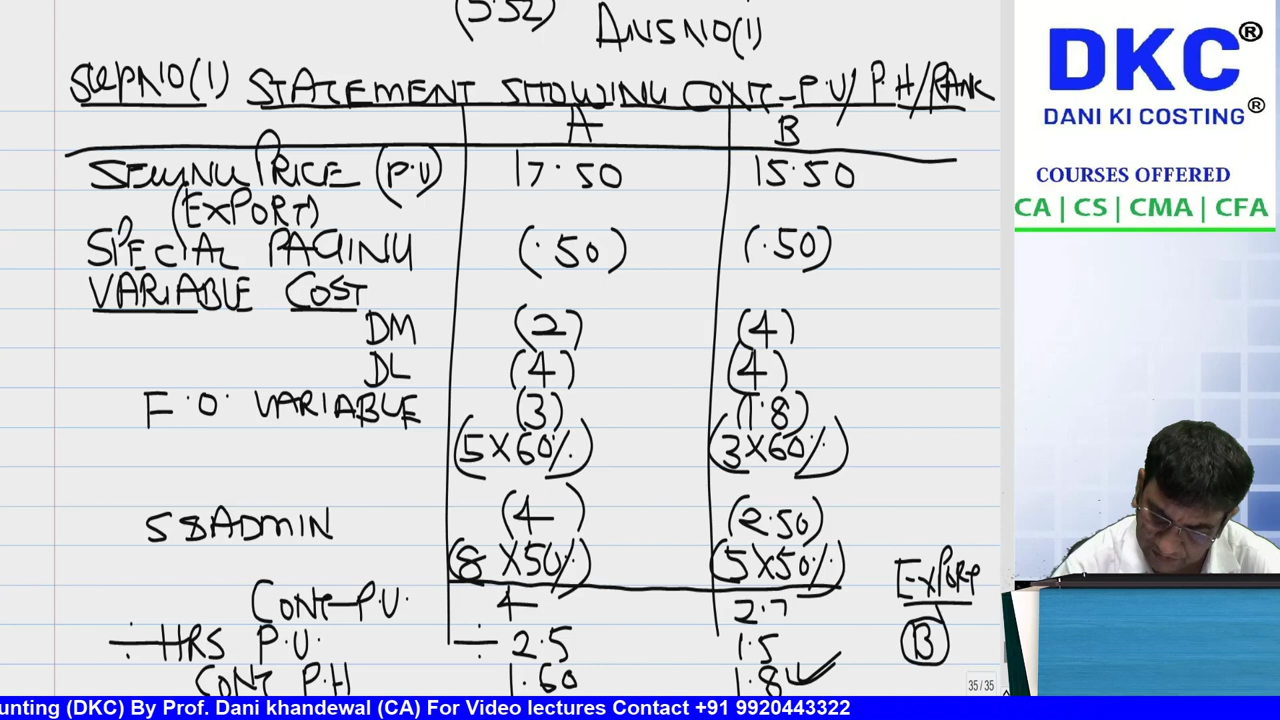 (5.52) ANS NO(1)
Step NO (1) STATEMENT SHOWING CONT-P.U/P.H/RANK
A B
SELLING PRICE (P.U) 17.50 15.50
(EXPORT)
SPECIAL PACKING (.50) (.50)
VARIABLE COST
DM (2) (4)
DL (4) (4)
F.O. VARIABLE (3) (1.8)
(5X60%) (3X60%)
S&ADMIN (4) (2.50)
(8X50%) (5X50%)
CONT-P.U. 4 2.7
÷HRS P.U. ÷2.5 1.5
CONT P.H 1.60 1.8
EXPORT
B
35/35
DKC®
DANI KI COSTING®
COURSES OFFERED
CA | CS | CMA | CFA
unting (DKC) By Prof. Dani khandewal (CA) For Video lectures Contact +91 9920443322